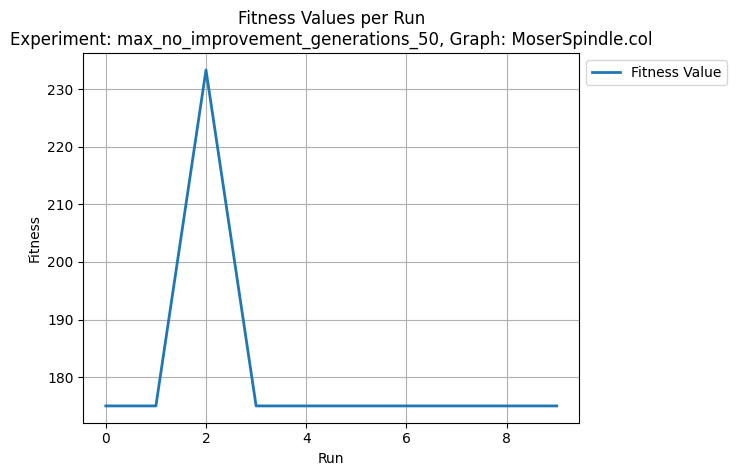 Fitness Values per Run
Experiment: max_no_improvement_generations_50, Graph: MoserSpindle.col
Fitness Value
230
220
210
200
190
180
Fitness
0 2 4 6 8
Run